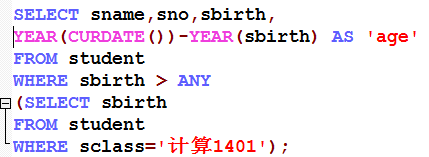 SELECT sname,sno,sbirth,
YEAR(CURDATE())-YEAR(sbirth) AS 'age'
FROM student
WHERE sbirth > ANY
(SELECT sbirth
FROM student
WHERE sclass='计算1401');